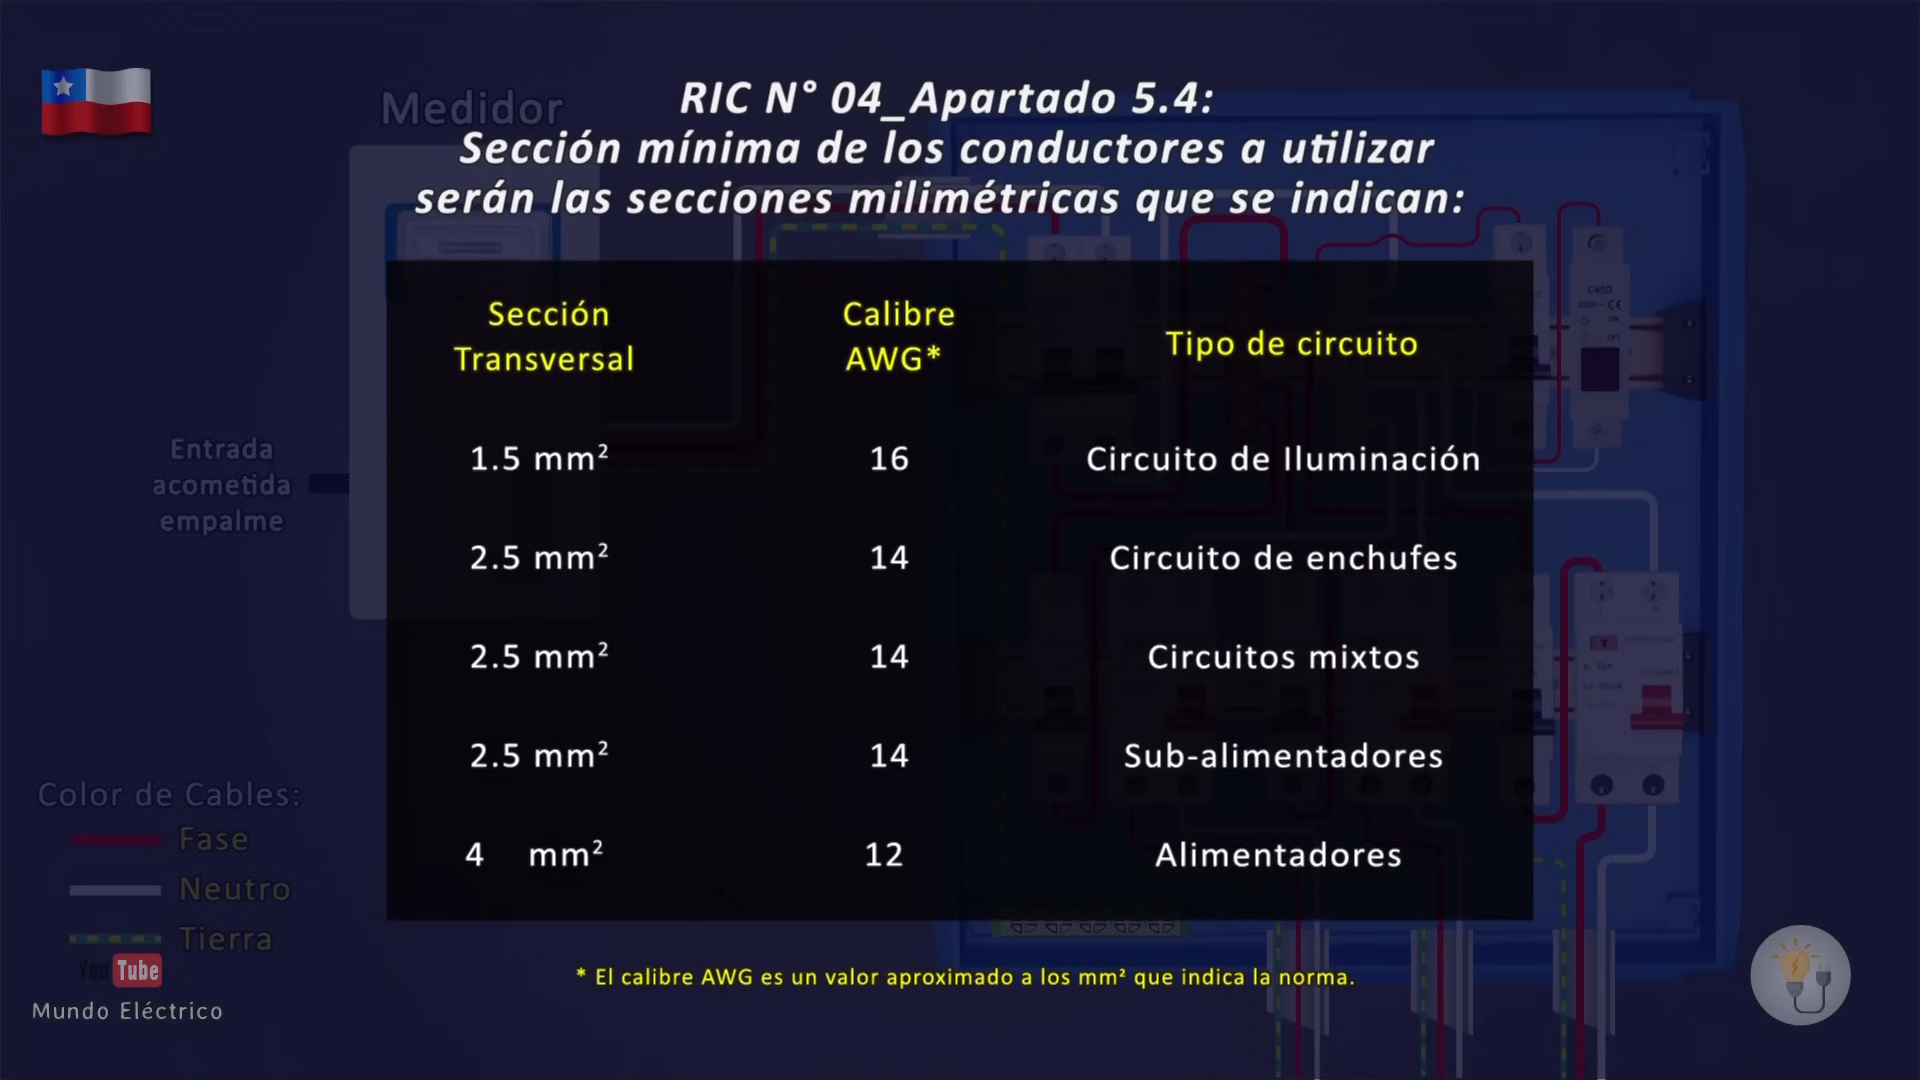 Medidor
RIC N° 04_Apartado 5.4:
Sección mínima de los conductores a utilizar
serán las secciones milimétricas que se indican:
Sección Transversal
Calibre AWG*
Tipo de circuito
1.5 mm² 16 Circuito de Iluminación
2.5 mm² 14 Circuito de enchufes
2.5 mm² 14 Circuitos mixtos
2.5 mm² 14 Sub-alimentadores
4 mm² 12 Alimentadores
* El calibre AWG es un valor aproximado a los mm² que indica la norma.
Entrada
acometida
empalme
Color de Cables:
Fase
Neutro
Tierra
YouTube
Mundo Eléctrico
C45D
ON
OFF